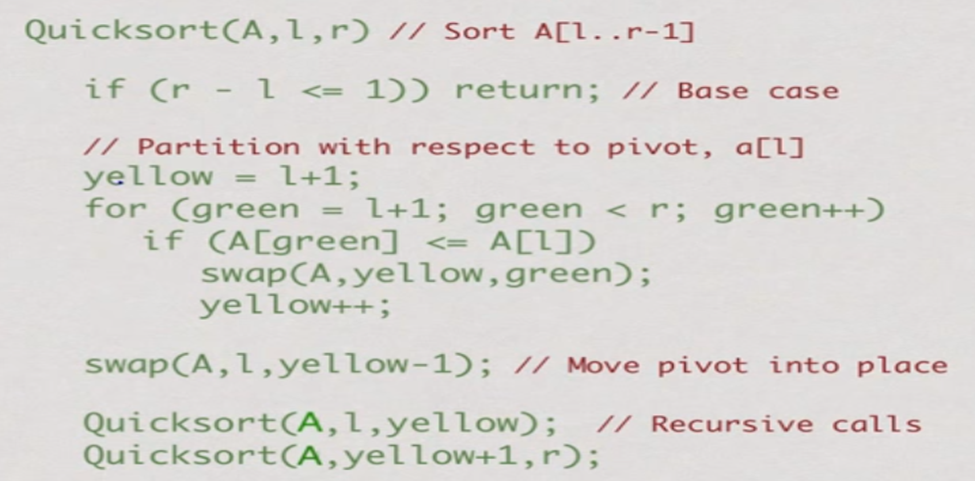 Quicksort(A,l,r) // Sort A[l..r-1]
if (r - l <= 1)) return; // Base case
// Partition with respect to pivot, a[l]
yellow = l+1;
for (green = l+1; green < r; green++)
if (A[green] <= A[l])
swap(A,yellow,green);
yellow++;
swap(A,l,yellow-1); // Move pivot into place
Quicksort(A,l,yellow); // Recursive calls
Quicksort(A,yellow+1,r);